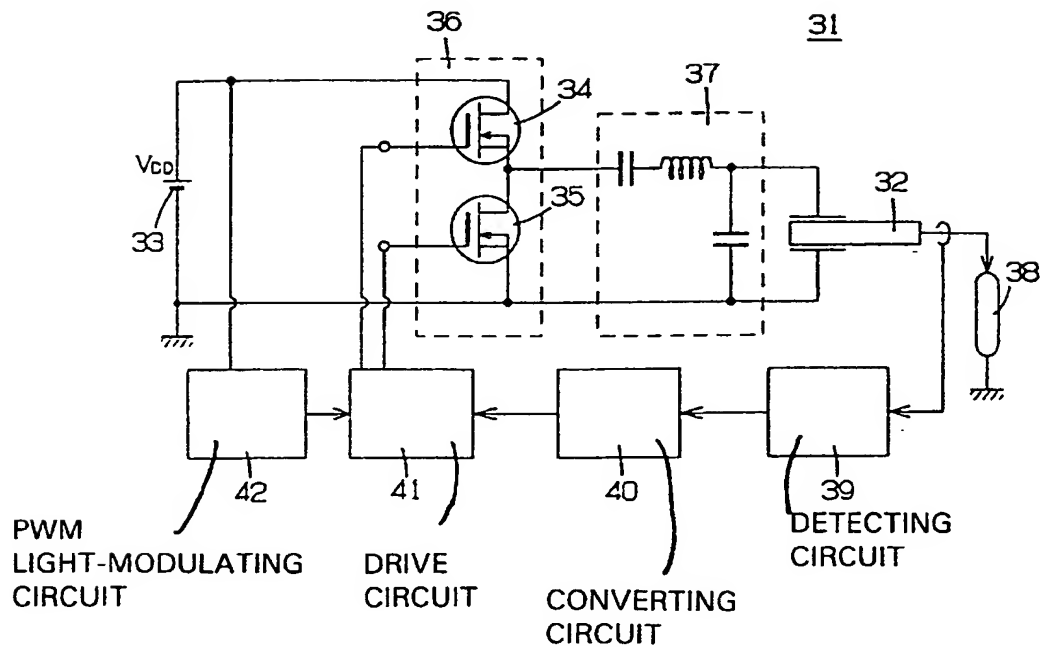 31
36
34
37
V_DD
33
35
32
38
42
41
40
39
PWM
LIGHT-MODULATING
CIRCUIT
DRIVE
CIRCUIT
CONVERTING
CIRCUIT
DETECTING
CIRCUIT